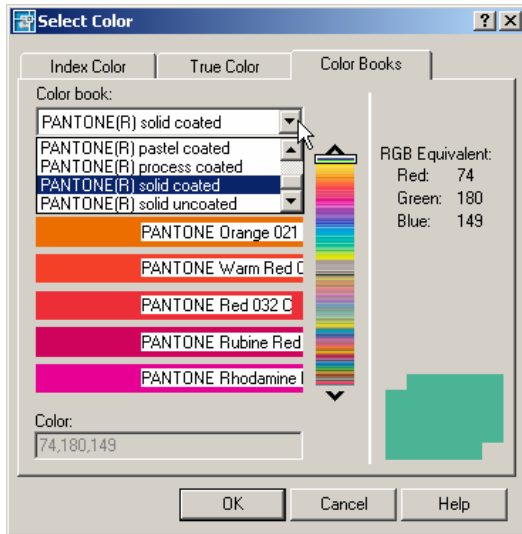 Select Color
Index Color
True Color
Color Books
Color book:
PANTONE(R) solid coated
PANTONE(R) pastel coated
PANTONE(R) process coated
PANTONE(R) solid coated
PANTONE(R) solid uncoated
PANTONE Orange 021
PANTONE Warm Red C
PANTONE Red 032 C
PANTONE Rubine Red
PANTONE Rhodamine
RGB Equivalent:
Red: 74
Green: 180
Blue: 149
Color:
74,180,149
OK
Cancel
Help